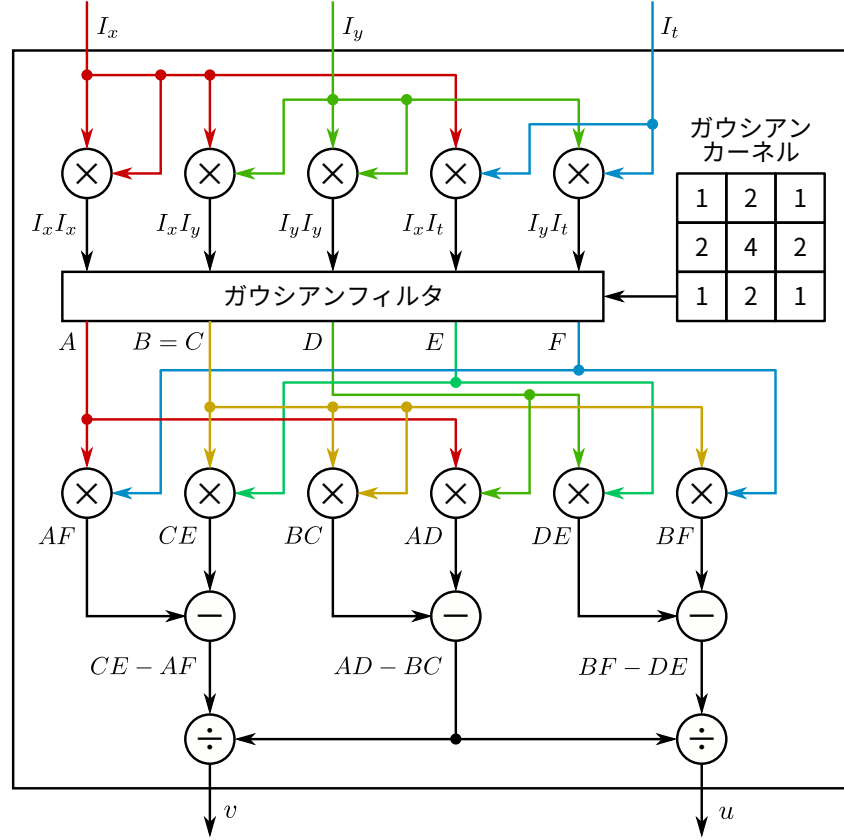 I_x
I_y
I_t
ガウシアン
カーネル
× × × × ×
1 2 1
2 4 2
1 2 1
I_xI_x
I_xI_y
I_yI_y
I_xI_t
I_yI_t
ガウシアンフィルタ
A
B = C
D
E
F
× × × × × ×
AF
CE
BC
AD
DE
BF
− − −
CE − AF
AD − BC
BF − DE
÷ ÷
v
u